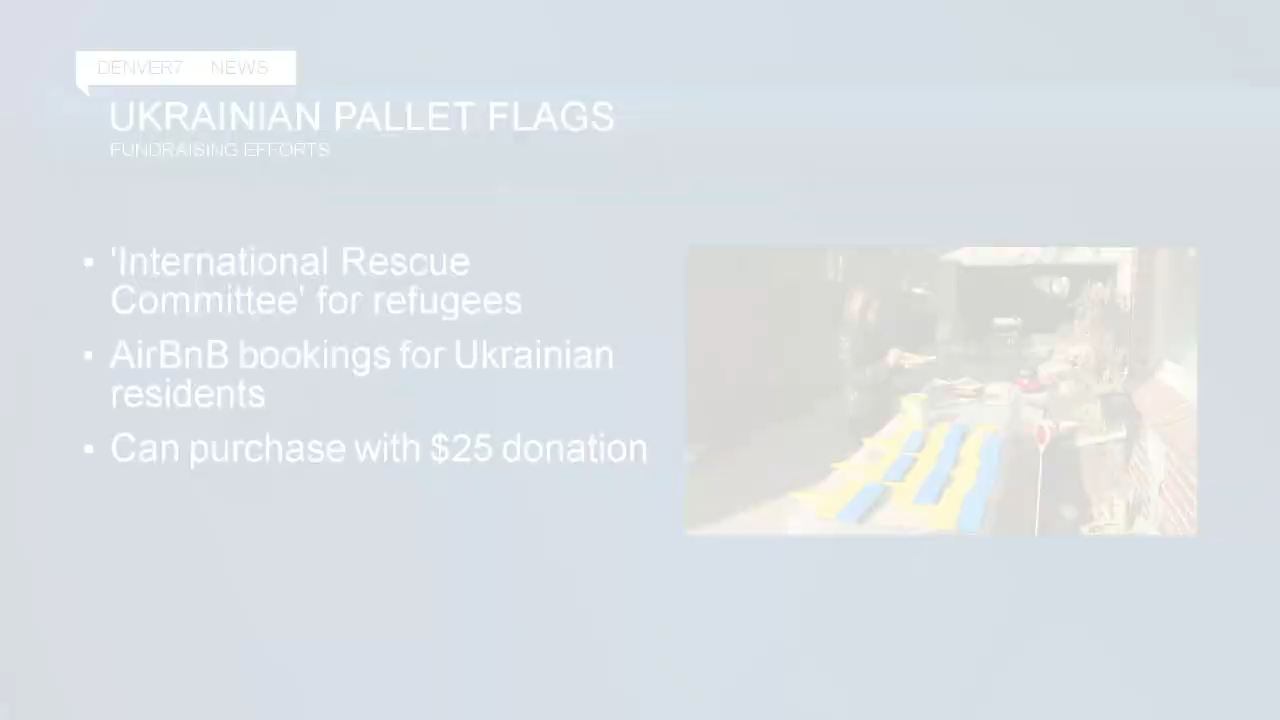 DENVER7 NEWS
UKRAINIAN PALLET FLAGS
FUNDRAISING EFFORTS
▪ 'International Rescue
Committee' for refugees
▪ AirBnB bookings for Ukrainian
residents
▪ Can purchase with $25 donation